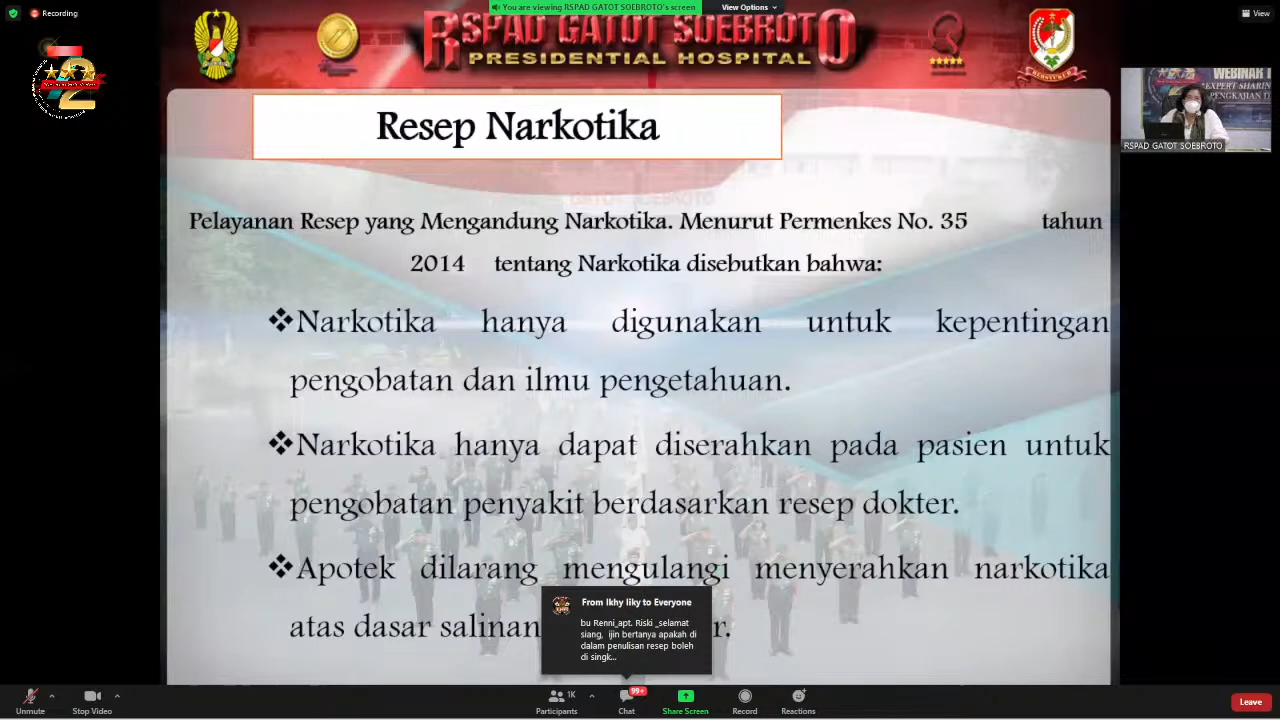 Recording
You are viewing RSPAD GATOT SOEBROTO's screen
View Options
View
RSPAD GATOT SOEBROTO
PRESIDENTIAL HOSPITAL
WEBINAR
EXPERT SHARIN
PENGKAJIAN
RSPAD GATOT SOEBROTO
Resep Narkotika
Pelayanan Resep yang Mengandung Narkotika. Menurut Permenkes No. 35 tahun
2014 tentang Narkotika disebutkan bahwa:
❖Narkotika hanya digunakan untuk kepentingan
pengobatan dan ilmu pengetahuan.
❖Narkotika hanya dapat diserahkan pada pasien untuk
pengobatan penyakit berdasarkan resep dokter.
❖Apotek dilarang mengulangi menyerahkan narkotika
atas dasar salinan r.
From Ikhy Iiky to Everyone
bu Renni_apt. Riski _selamat
siang, ijin bertanya apakah di
dalam penulisan resep boleh
di singk...
Unmute
Stop Video
1K
Participants
99+
Chat
Share Screen
Record
Reactions
Leave